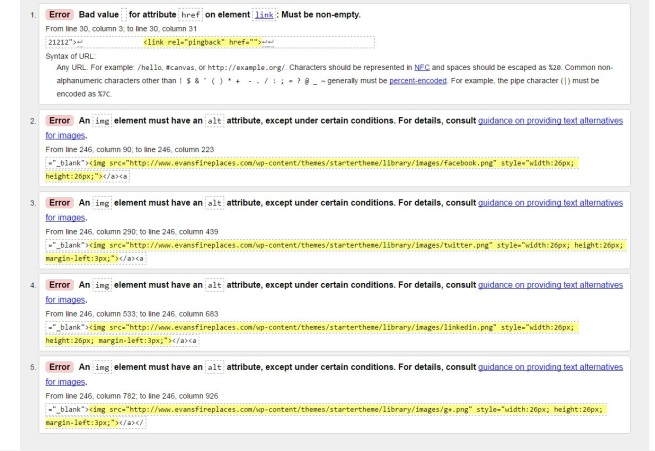 1. Error Bad value  for attribute href on element link: Must be non-empty.
From line 30, column 3; to line 30, column 31
21212">↩ <link rel="pingback" href="">↩↩
Syntax of URL:
Any URL. For example: /hello, #canvas, or http://example.org/. Characters should be represented in NFC and spaces should be escaped as %20. Common non-
alphanumeric characters other than ! $ & ' ( ) * + - . / : ; = ? @ _ ~ generally must be percent-encoded. For example, the pipe character (|) must be
encoded as %7C.
2. Error An img element must have an alt attribute, except under certain conditions. For details, consult guidance on providing text alternatives
for images.
From line 246, column 90; to line 246, column 223
="_blank"><img src="http://www.evansfireplaces.com/wp-content/themes/startertheme/library/images/facebook.png" style="width:26px;
height:26px;"></a><a
3. Error An img element must have an alt attribute, except under certain conditions. For details, consult guidance on providing text alternatives
for images.
From line 246, column 290; to line 246, column 439
="_blank"><img src="http://www.evansfireplaces.com/wp-content/themes/startertheme/library/images/twitter.png" style="width:26px; height:26px;
margin-left:3px;"></a><a
4. Error An img element must have an alt attribute, except under certain conditions. For details, consult guidance on providing text alternatives
for images.
From line 246, column 533; to line 246, column 683
="_blank"><img src="http://www.evansfireplaces.com/wp-content/themes/startertheme/library/images/linkedin.png" style="width:26px;
height:26px; margin-left:3px;"></a><a
5. Error An img element must have an alt attribute, except under certain conditions. For details, consult guidance on providing text alternatives
for images.
From line 246, column 782; to line 246, column 926
="_blank"><img src="http://www.evansfireplaces.com/wp-content/themes/startertheme/library/images/g+.png" style="width:26px; height:26px;
margin-left:3px;"></a></